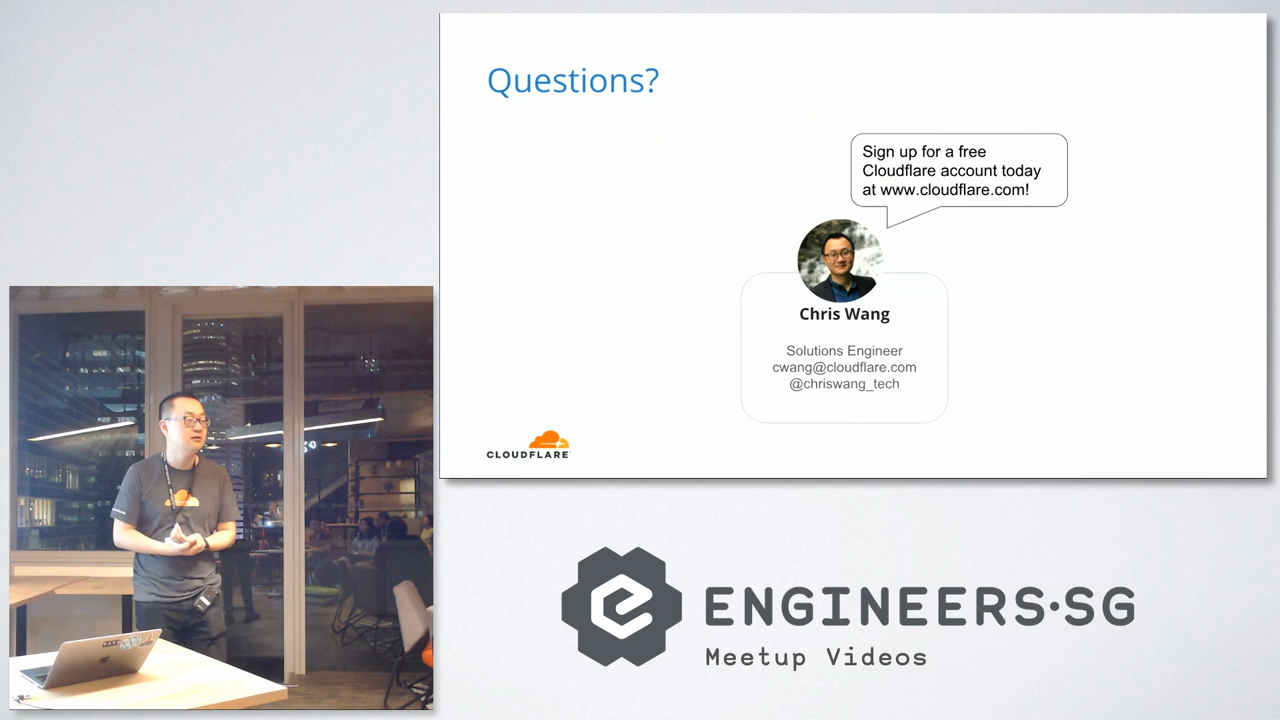 Questions?
Sign up for a free
Cloudflare account today
at www.cloudflare.com!
Chris Wang
Solutions Engineer
cwang@cloudflare.com
@chriswang_tech
CLOUDFLARE
ENGINEERS·SG
Meetup Videos